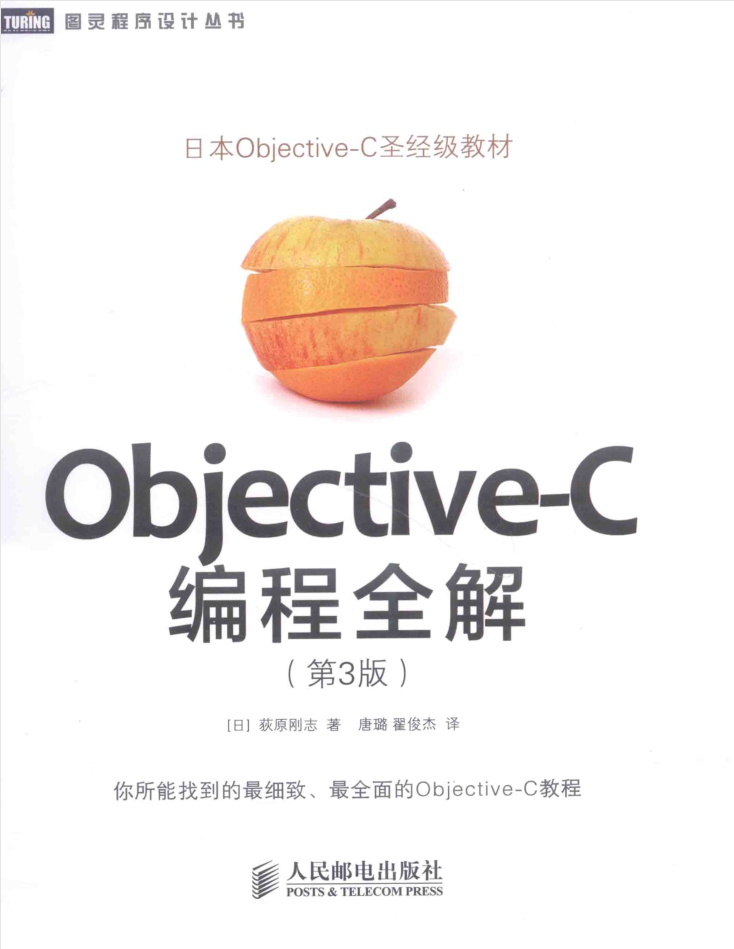 TURING 图灵程序设计丛书
日本Objective-C圣经级教材
Objective-C
编程全解
(第3版)
[日] 荻原刚志 著 唐璐 翟俊杰 译
你所能找到的最细致、最全面的Objective-C教程
人民邮电出版社
POSTS & TELECOM PRESS